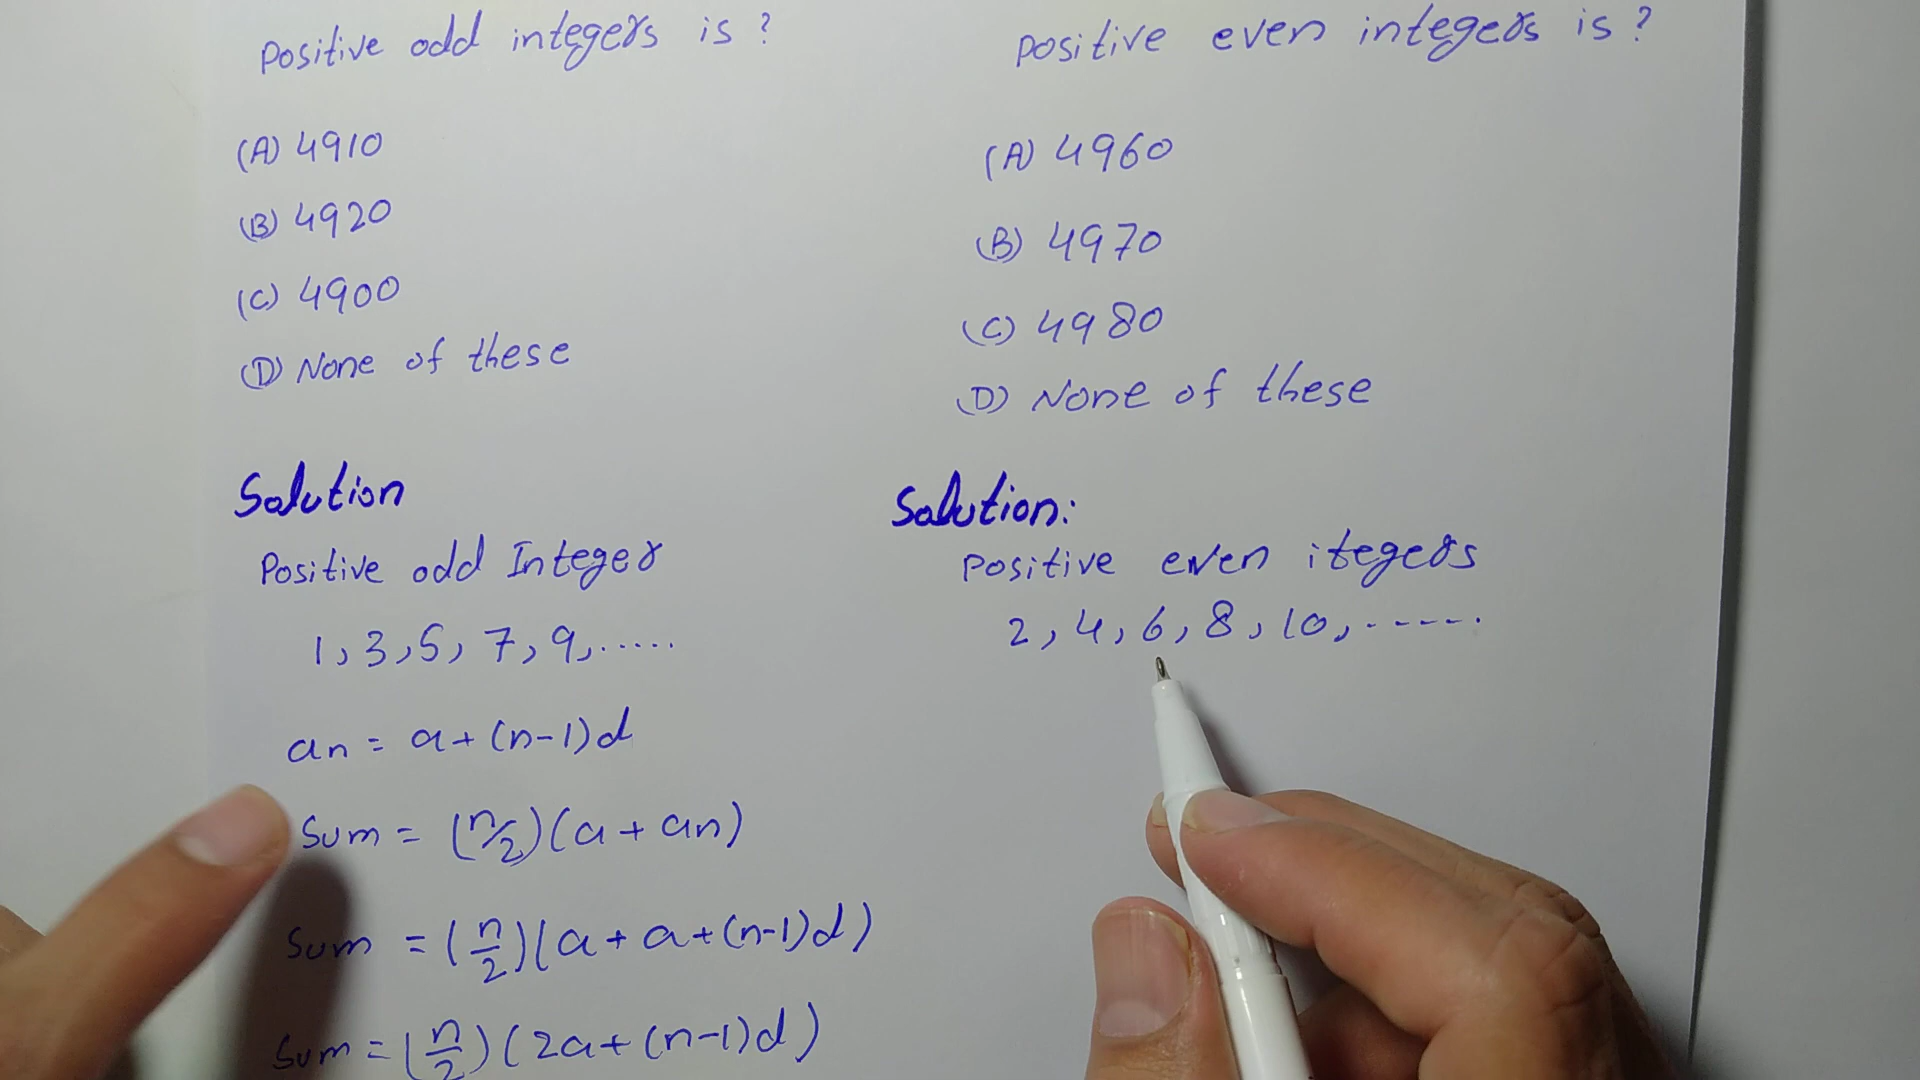 Positive odd integers is ?
(A) 4910
(B) 4920
(C) 4900
(D) None of these
Solution
Positive odd Integer
1, 3, 5, 7, 9, .....
an = a + (n-1)d
Sum = (n/2)(a + an)
Sum = (n/2)(a + a + (n-1)d)
Sum = (n/2)(2a + (n-1)d)
positive even integers is ?
(A) 4960
(B) 4970
(C) 4980
(D) None of these
Solution:
Positive even itegers
2, 4, 6, 8, 10, -----.